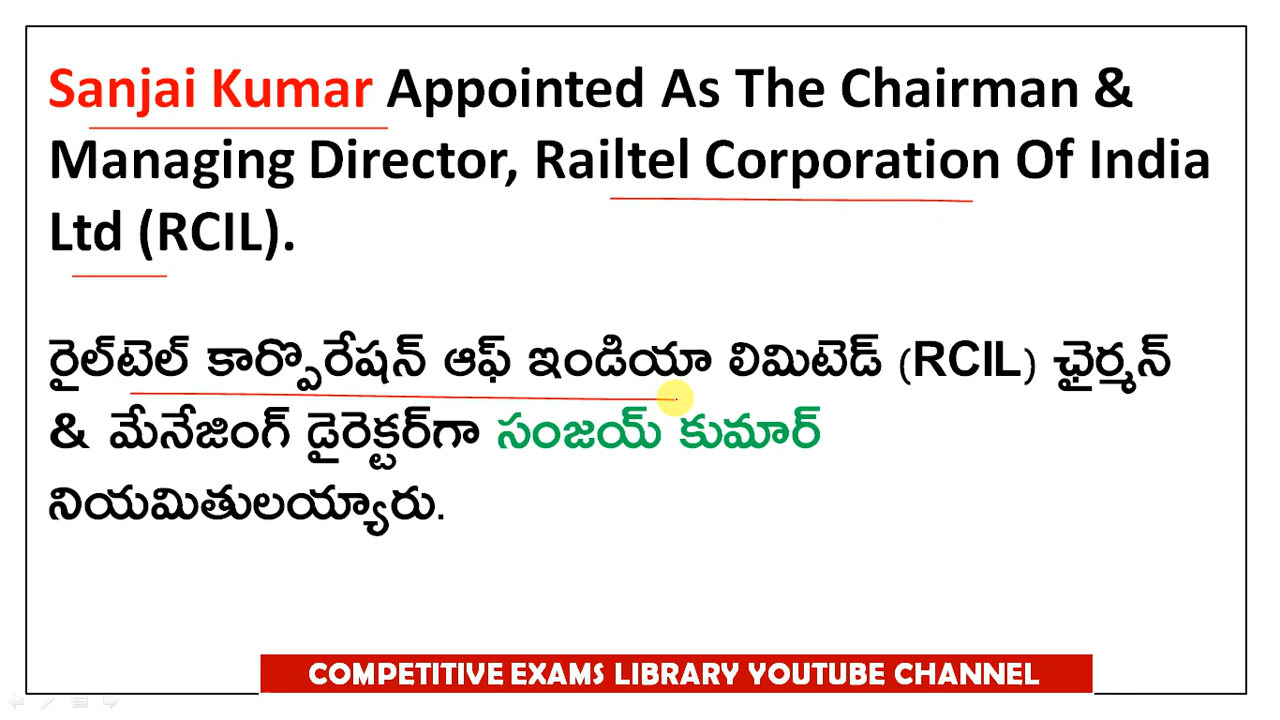 Sanjai Kumar Appointed As The Chairman &
Managing Director, Railtel Corporation Of India
Ltd (RCIL).
రైల్‌టెల్ కార్పొరేషన్ ఆఫ్ ఇండియా లిమిటెడ్ (RCIL) ఛైర్మన్
& మేనేజింగ్ డైరెక్టర్‌గా సంజయ్ కుమార్
నియమితులయ్యారు.
COMPETITIVE EXAMS LIBRARY YOUTUBE CHANNEL